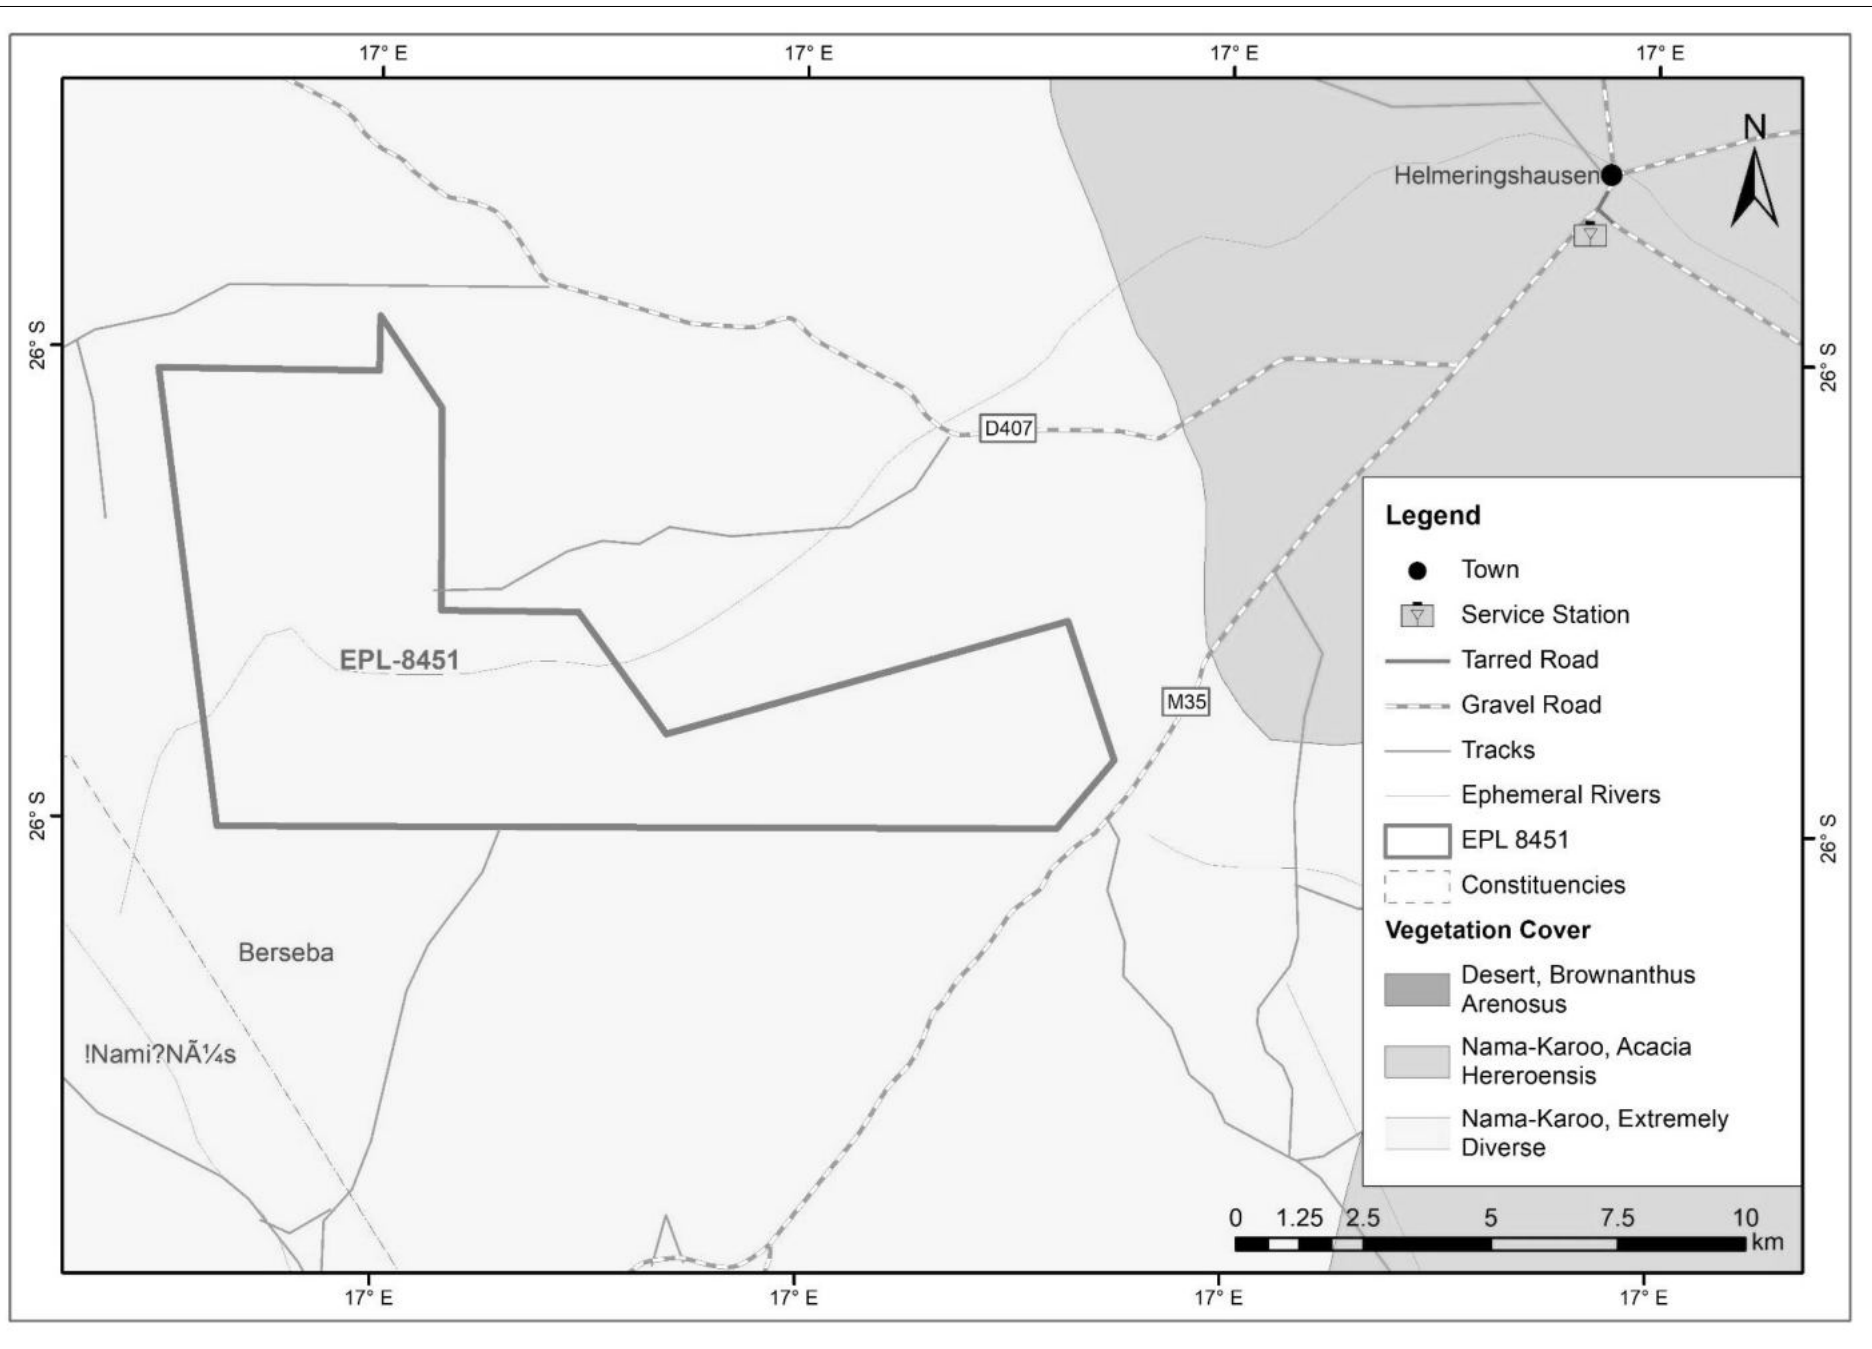 17° E 17° E 17° E 17° E
N
Helmeringshausen
26° S
26° S
D407
Legend
Town
Service Station
EPL-8451
Tarred Road
M35
Gravel Road
Tracks
Ephemeral Rivers
26° S
26° S
EPL 8451
Constituencies
Vegetation Cover
Berseba
Desert, Brownanthus
Arenosus
!Nami?NÃ¼s
Nama-Karoo, Acacia
Hereroensis
Nama-Karoo, Extremely
Diverse
0 1.25 2.5 5 7.5 10
km
17° E 17° E 17° E 17° E